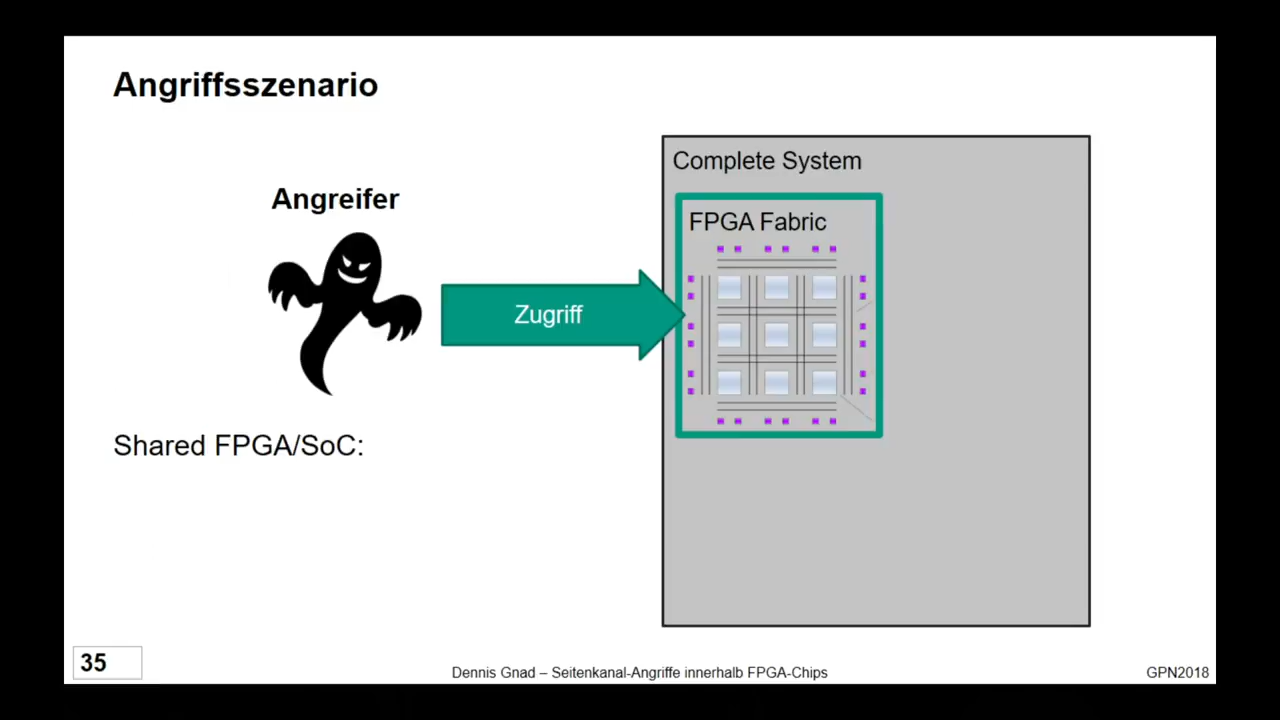 Angriffsszenario
Complete System
Angreifer
FPGA Fabric
Zugriff
Shared FPGA/SoC:
35
Dennis Gnad – Seitenkanal-Angriffe innerhalb FPGA-Chips
GPN2018